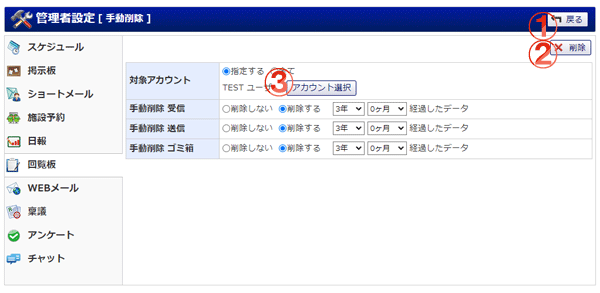 管理者設定 [ 手動削除 ]
① 戻る
② 削除
スケジュール
掲示板
ショートメール
施設予約
日報
回覧板
WEBメール
稟議
アンケート
チャット
対象アカウント 指定する
TEST ユーザ ③ アカウント選択
手動削除 受信 削除しない 削除する 3年 0ヶ月 経過したデータ
手動削除 送信 削除しない 削除する 3年 0ヶ月 経過したデータ
手動削除 ゴミ箱 削除しない 削除する 3年 0ヶ月 経過したデータ